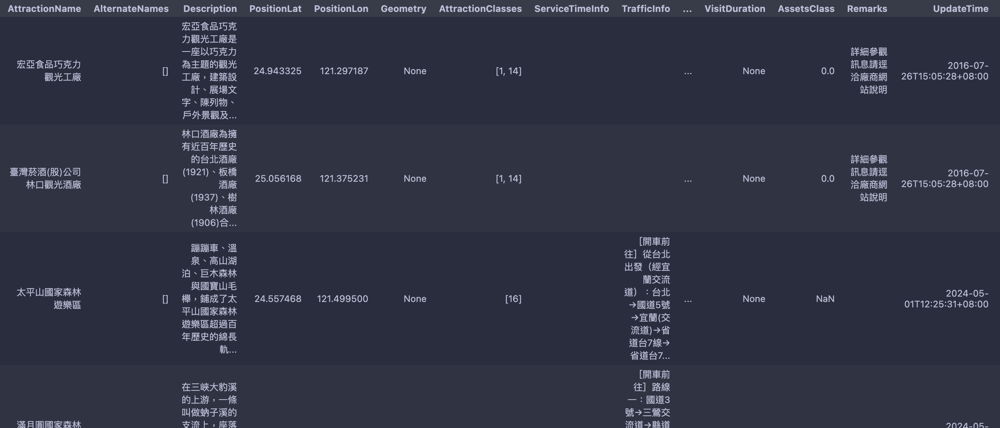 AttractionName AlternateNames Description PositionLat PositionLon Geometry AttractionClasses ServiceTimeInfo TrafficInfo ... VisitDuration AssetsClass Remarks UpdateTime
宏亞食品巧克力
觀光工廠
[]
宏亞食品巧克
力觀光工廠是
一座以巧克力
為主題的觀光
工廠，建築設
計、展場文
字、陳列物、
戶外景觀及...
24.943325
121.297187
None
[1, 14]
...
None
0.0
詳細參觀
訊息請逕
洽廠商網
站說明
2016-07-
26T15:05:28+08:00
臺灣菸酒(股)公司
林口觀光酒廠
[]
林口酒廠為擁
有近百年歷史
的台北酒廠
(1921)、板橋
酒廠
(1937)、樹
林酒廠
(1906)合...
25.056168
121.375231
None
[1, 14]
...
None
0.0
詳細參觀
訊息請逕
洽廠商網
站說明
2016-07-
26T15:05:28+08:00
太平山國家森林
遊樂區
[]
蹦蹦車、溫
泉、高山湖
泊、巨木森林
與國寶山毛
櫸，鋪成了太
平山國家森林
遊樂區超過百
年歷史的綿長
軌...
24.557468
121.499500
None
[16]
［開車前
往］從台北
出發（經宜
蘭交流
道）：台北
→國道5號
→宜蘭(交
流道)→省
道台7線→
省道台7...
...
None
NaN
2024-05-
01T12:25:31+08:00
滿月圓國家森林
在三峽大豹溪
的上游，一條
叫做蚋子溪的
支流上，座落
［開車前
往］路線
一：國道3
號→三鶯交
流道→縣道
2024-05-